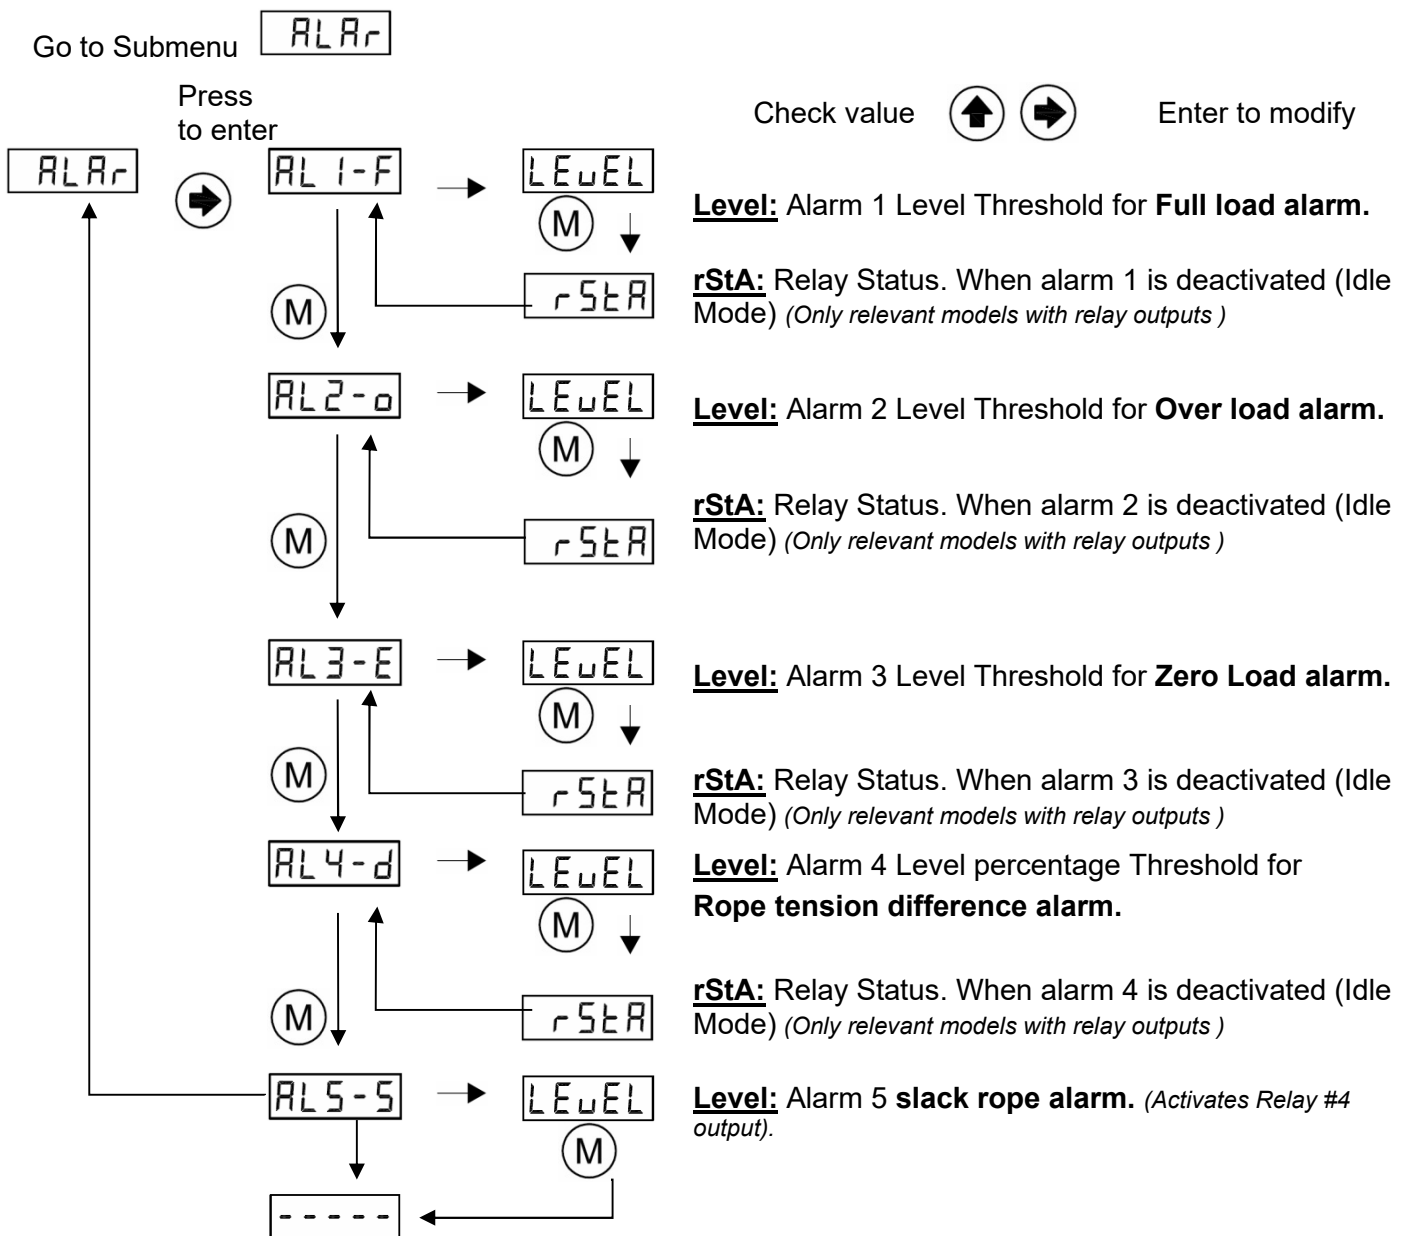 Go to Submenu ALAr
Press
to enter
Check value
Enter to modify
ALAr
AL1-F
LEvEL
Level: Alarm 1 Level Threshold for Full load alarm.
M
M
rStA
rStA: Relay Status. When alarm 1 is deactivated (Idle
Mode) (Only relevant models with relay outputs )
AL2-o
LEvEL
Level: Alarm 2 Level Threshold for Over load alarm.
M
M
rStA
rStA: Relay Status. When alarm 2 is deactivated (Idle
Mode) (Only relevant models with relay outputs )
AL3-E
LEvEL
Level: Alarm 3 Level Threshold for Zero Load alarm.
M
M
rStA
rStA: Relay Status. When alarm 3 is deactivated (Idle
Mode) (Only relevant models with relay outputs )
AL4-d
LEvEL
Level: Alarm 4 Level percentage Threshold for
Rope tension difference alarm.
M
M
rStA
rStA: Relay Status. When alarm 4 is deactivated (Idle
Mode) (Only relevant models with relay outputs )
AL5-S
LEvEL
Level: Alarm 5 slack rope alarm. (Activates Relay #4
output).
M
-----